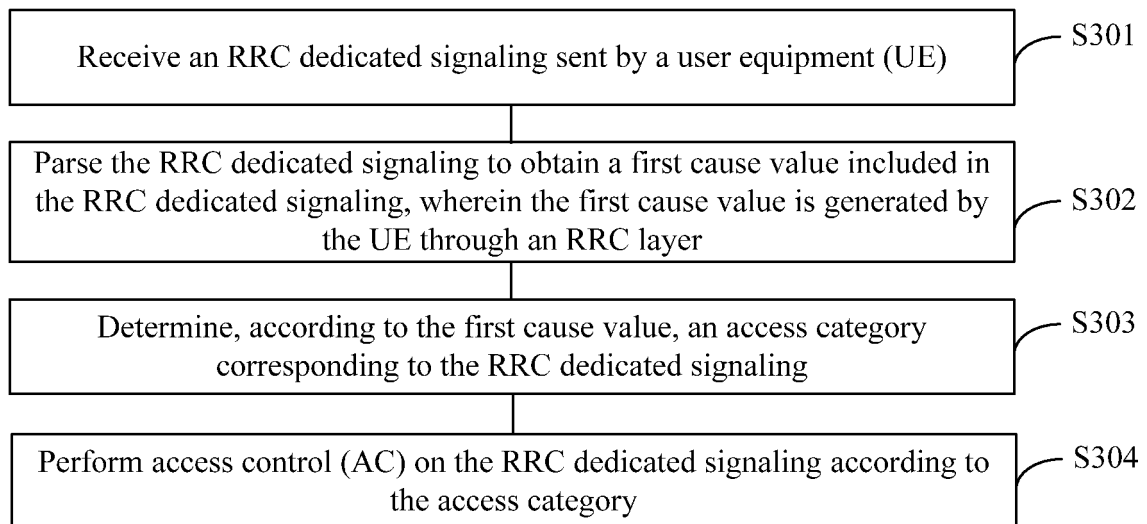 Receive an RRC dedicated signaling sent by a user equipment (UE)
S301
Parse the RRC dedicated signaling to obtain a first cause value included in
the RRC dedicated signaling, wherein the first cause value is generated by
the UE through an RRC layer
S302
Determine, according to the first cause value, an access category
corresponding to the RRC dedicated signaling
S303
Perform access control (AC) on the RRC dedicated signaling according to
the access category
S304